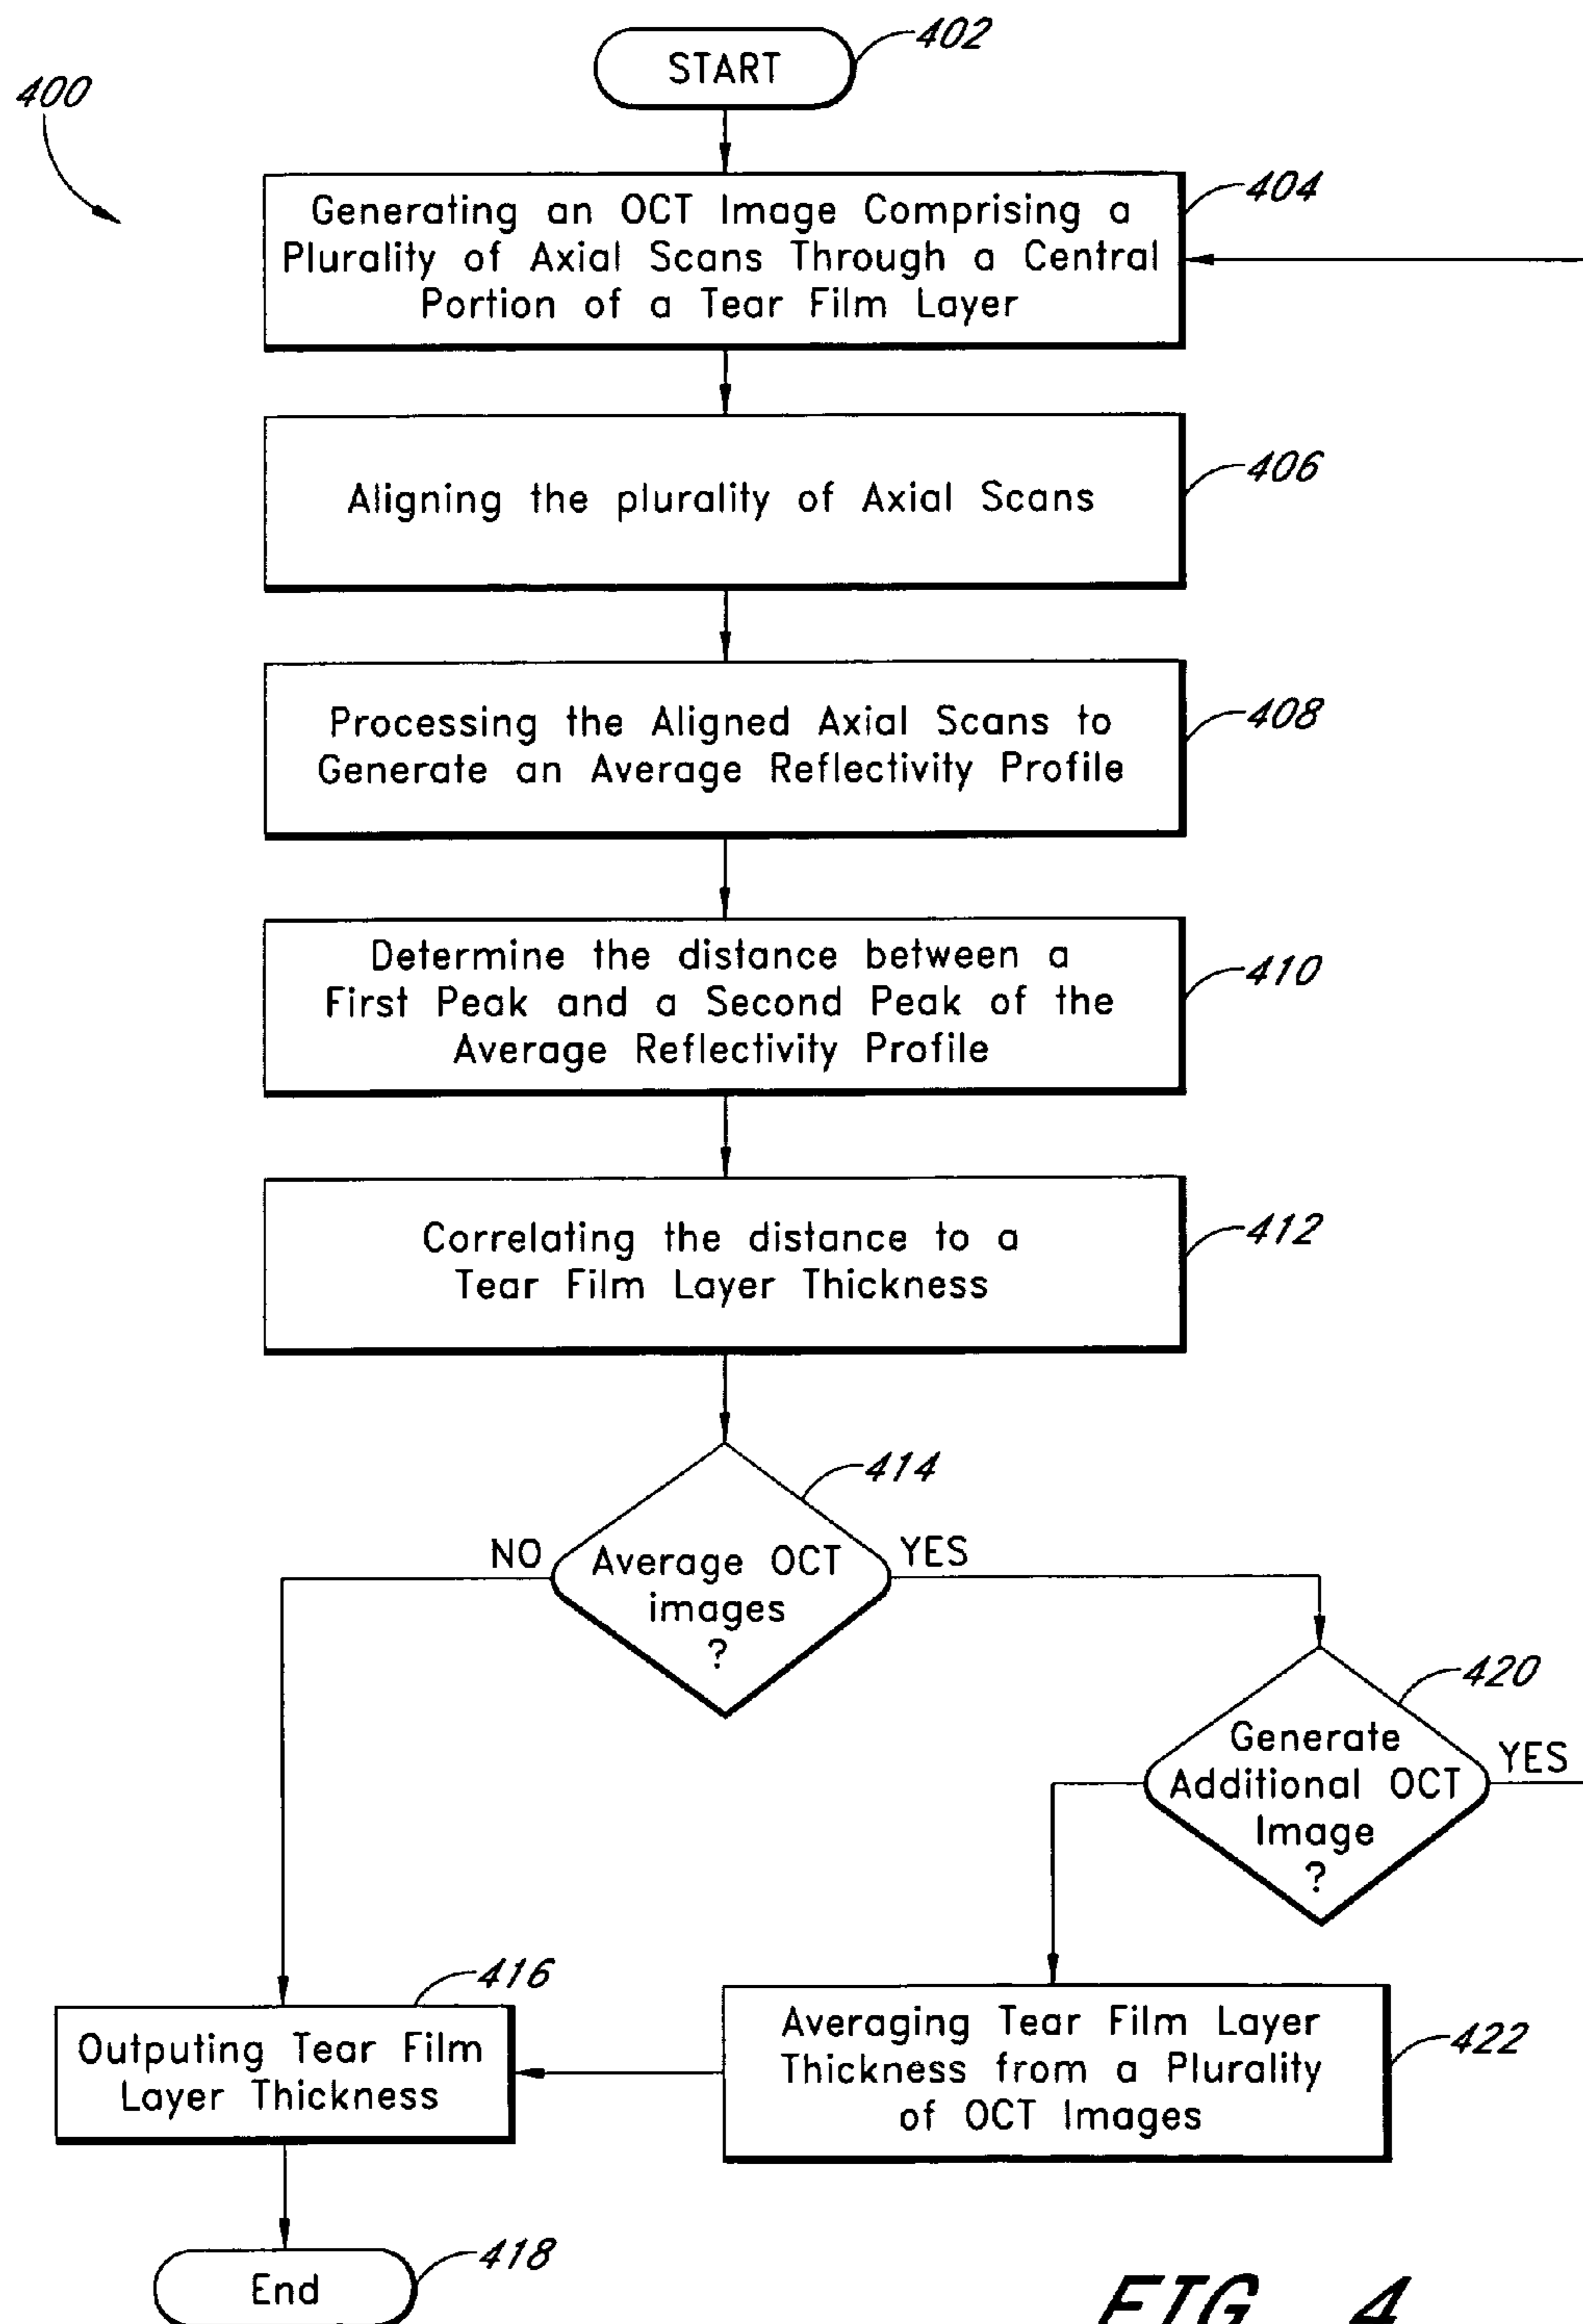 402
START
400
404
Generating an OCT Image Comprising a
Plurality of Axial Scans Through a Central
Portion of a Tear Film Layer
406
Aligning the plurality of Axial Scans
408
Processing the Aligned Axial Scans to
Generate an Average Reflectivity Profile
410
Determine the distance between a
First Peak and a Second Peak of the
Average Reflectivity Profile
412
Correlating the distance to a
Tear Film Layer Thickness
414
NO
YES
Average OCT
images
?
420
Generate
Additional OCT
Image
?
YES
416
Outputing Tear Film
Layer Thickness
422
Averaging Tear Film Layer
Thickness from a Plurality
of OCT Images
418
End
FIG. 4